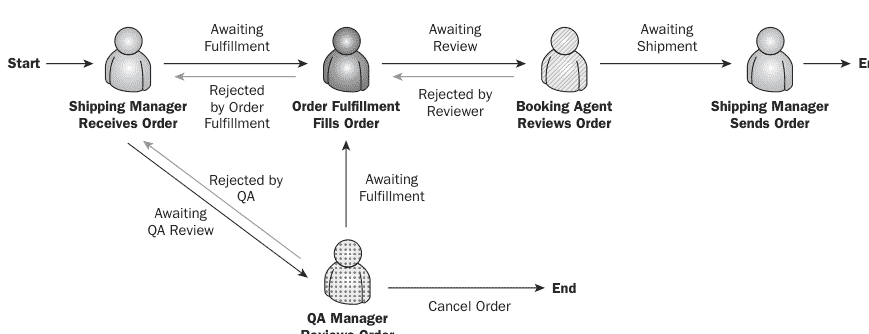 Awaiting
Fulfillment
Awaiting
Review
Awaiting
Shipment
Start
Rejected
by Order
Fulfillment
Rejected by
Reviewer
Shipping Manager
Receives Order
Order Fulfillment
Fills Order
Booking Agent
Reviews Order
Shipping Manager
Sends Order
Rejected by
QA
Awaiting
Fulfillment
Awaiting
QA Review
End
Cancel Order
QA Manager
Reviews Order